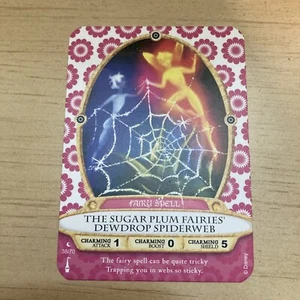 FAIRY SPELL
THE SUGAR PLUM FAIRIES'
DEWDROP SPIDERWEB
CHARMING ATTACK 1
CHARMING BOOST 0
CHARMING SHIELD 5
The fairy spell can be quite tricky
Trapping you in webs so sticky.
© Disney